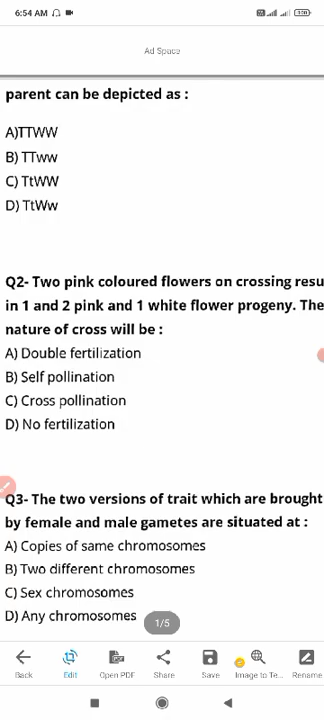 6:54 AM
Ad Space
parent can be depicted as :
A)TTWW
B) TTww
C) TtWW
D) TtWw
Q2- Two pink coloured flowers on crossing resu
in 1 and 2 pink and 1 white flower progeny. The
nature of cross will be :
A) Double fertilization
B) Self pollination
C) Cross pollination
D) No fertilization
Q3- The two versions of trait which are brought
by female and male gametes are situated at :
A) Copies of same chromosomes
B) Two different chromosomes
C) Sex chromosomes
D) Any chromosomes
1/5
Back Edit Open PDF Share Save Image to Te... Rename